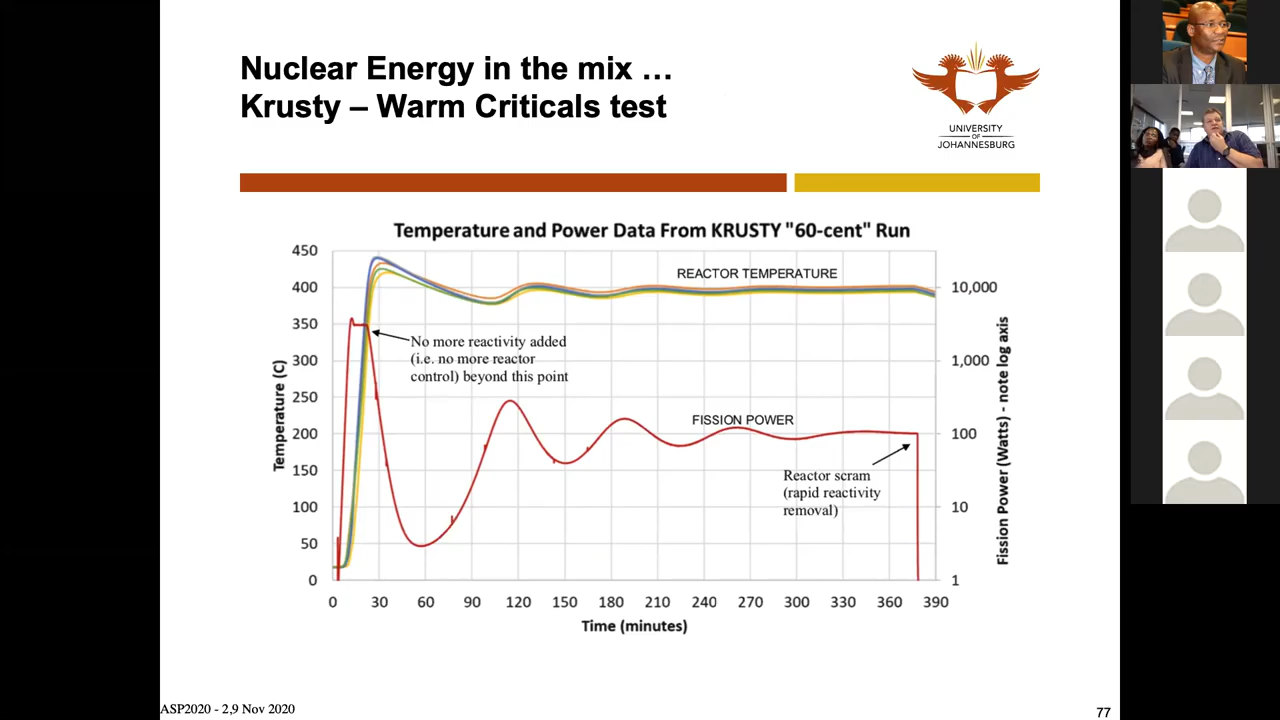 Nuclear Energy in the mix …
Krusty – Warm Criticals test
UNIVERSITY
OF
JOHANNESBURG
Temperature and Power Data From KRUSTY "60-cent" Run
450
400
350
300
250
200
150
100
50
0
Temperature (C)
REACTOR TEMPERATURE
No more reactivity added
(i.e. no more reactor
control) beyond this point
FISSION POWER
Reactor scram
(rapid reactivity
removal)
10,000
1,000
100
10
1
Fission Power (Watts) - note log axis
0 30 60 90 120 150 180 210 240 270 300 330 360 390
Time (minutes)
ASP2020 - 2,9 Nov 2020
77